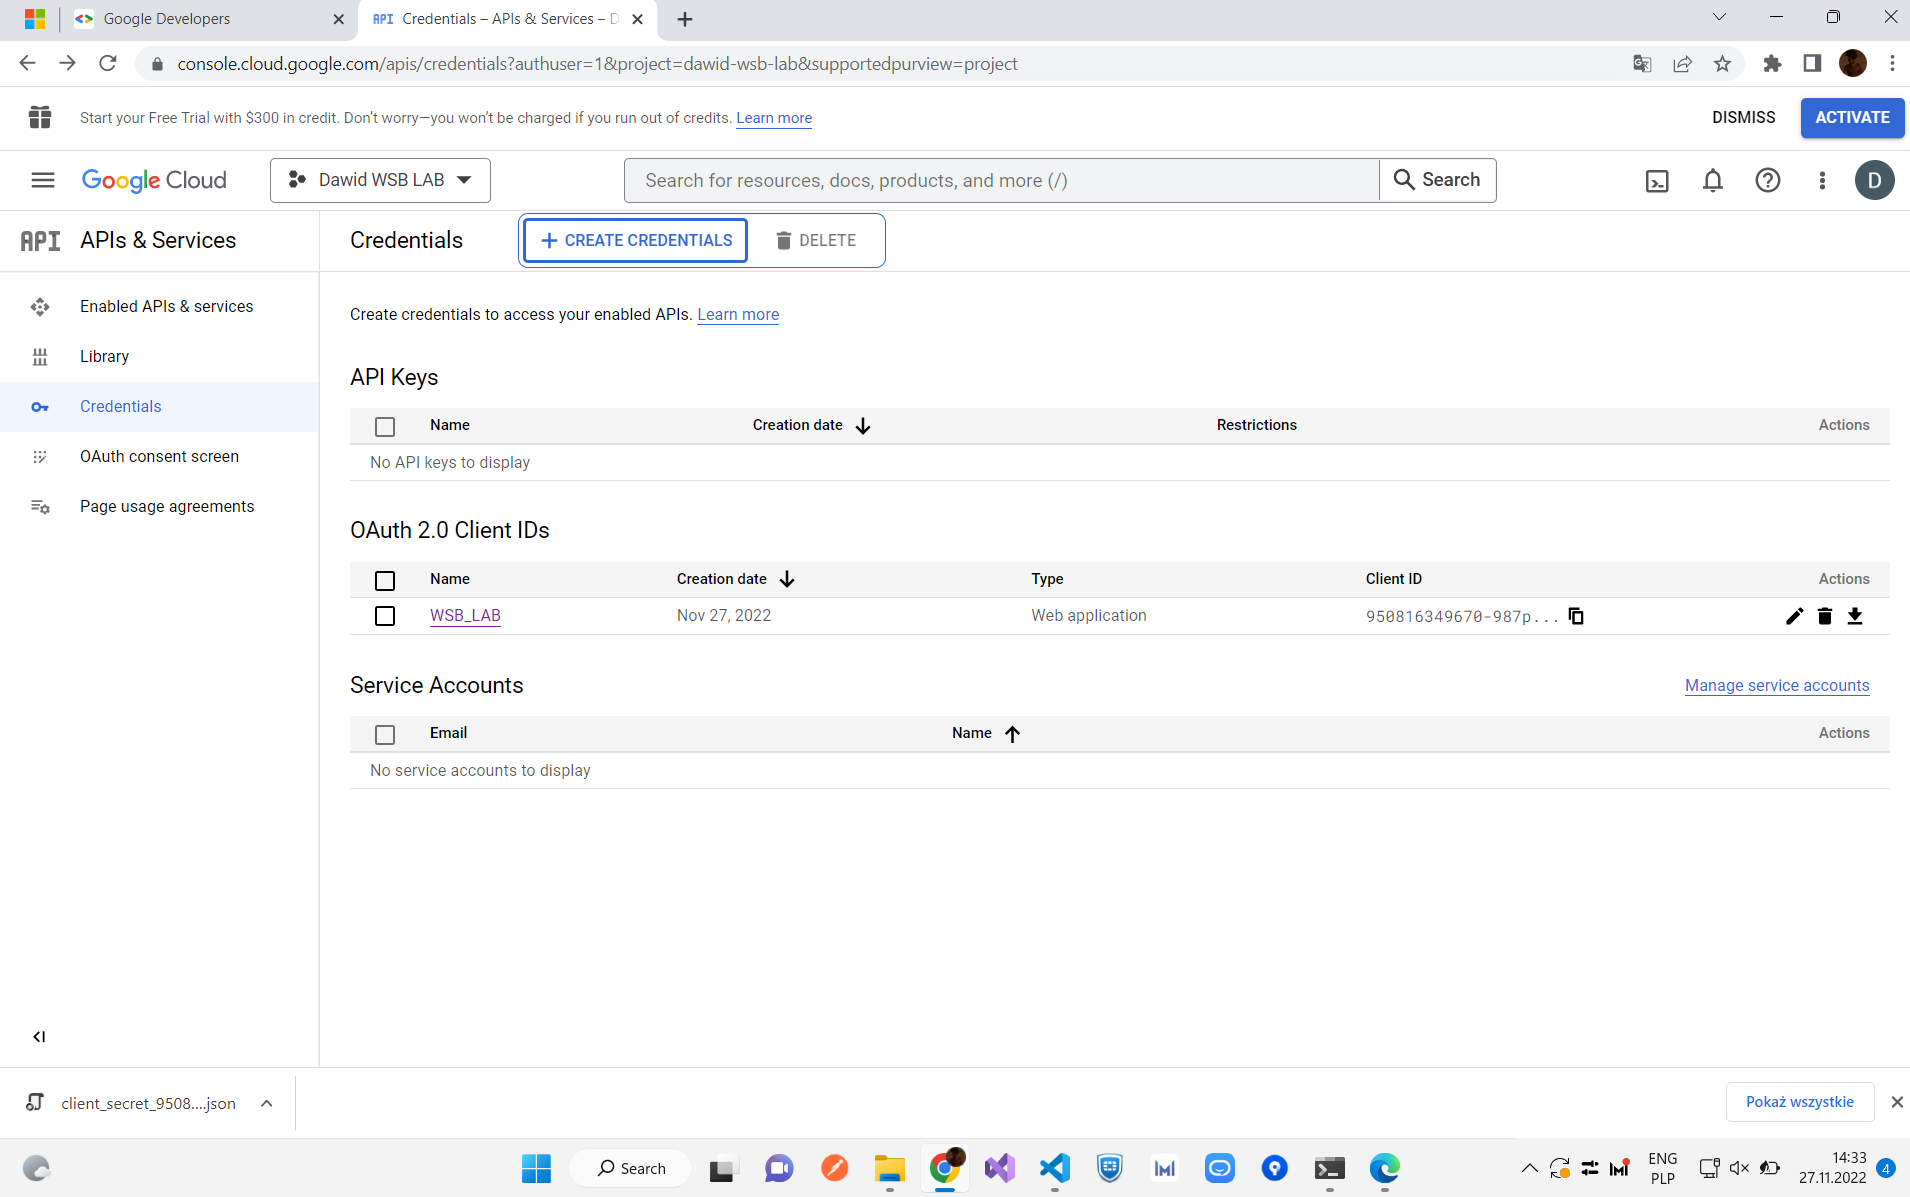 Google Developers
API Credentials – APIs & Services – D
console.cloud.google.com/apis/credentials?authuser=1&project=dawid-wsb-lab&supportedpurview=project
Start your Free Trial with $300 in credit. Don’t worry—you won’t be charged if you run out of credits. Learn more
DISMISS
ACTIVATE
Google Cloud
Dawid WSB LAB
Search for resources, docs, products, and more (/)
Search
D
API APIs & Services
Credentials
CREATE CREDENTIALS
DELETE
Enabled APIs & services
Library
Credentials
OAuth consent screen
Page usage agreements
Create credentials to access your enabled APIs. Learn more
API Keys
Name Creation date Restrictions Actions
No API keys to display
OAuth 2.0 Client IDs
Name Creation date Type Client ID Actions
WSB_LAB Nov 27, 2022 Web application 950816349670-987p...
Service Accounts
Manage service accounts
Email Name Actions
No service accounts to display
client_secret_9508....json
Pokaż wszystkie
Search
ENG
PLP
14:33
27.11.2022
4